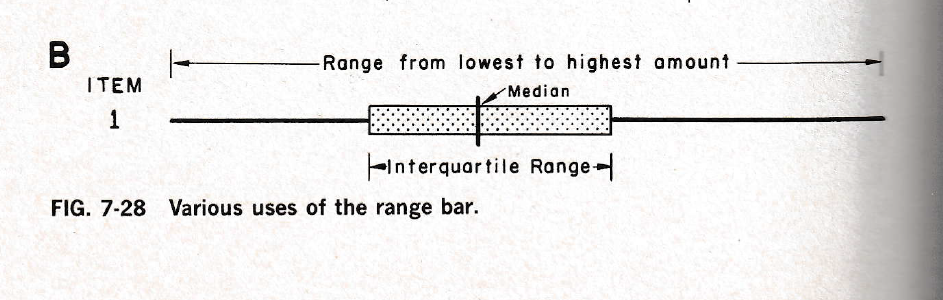 B
Range from lowest to highest amount
ITEM
Median
1
Interquartile Range
FIG. 7-28 Various uses of the range bar.